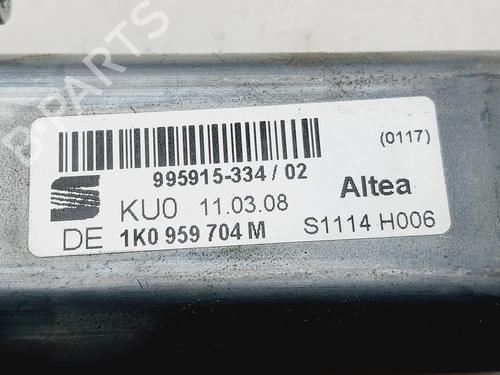 B-PARTS
(0117)
995915-334 / 02
Altea
KU0 11.03.08
S1114 H006
DE 1K0 959 704 M